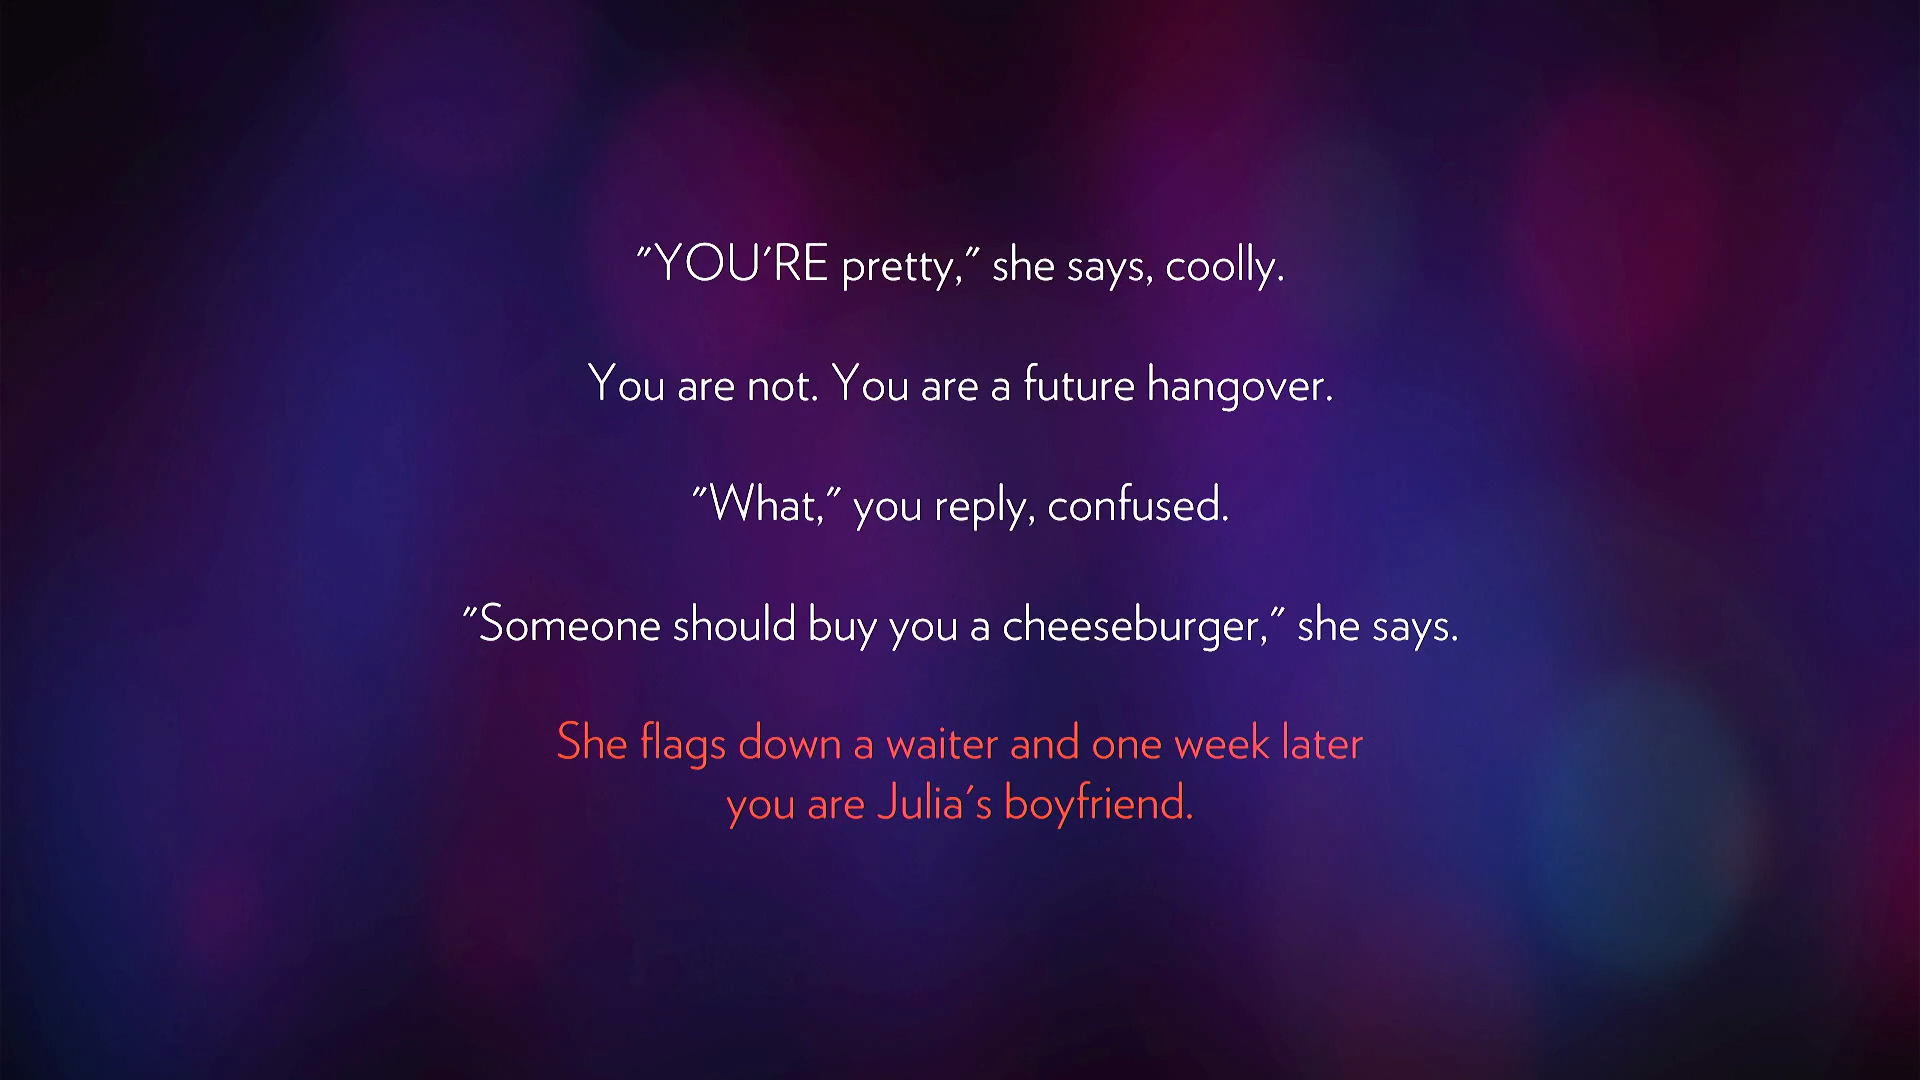 "YOU'RE pretty," she says, coolly.
You are not. You are a future hangover.
"What," you reply, confused.
"Someone should buy you a cheeseburger," she says.
She flags down a waiter and one week later
you are Julia's boyfriend.